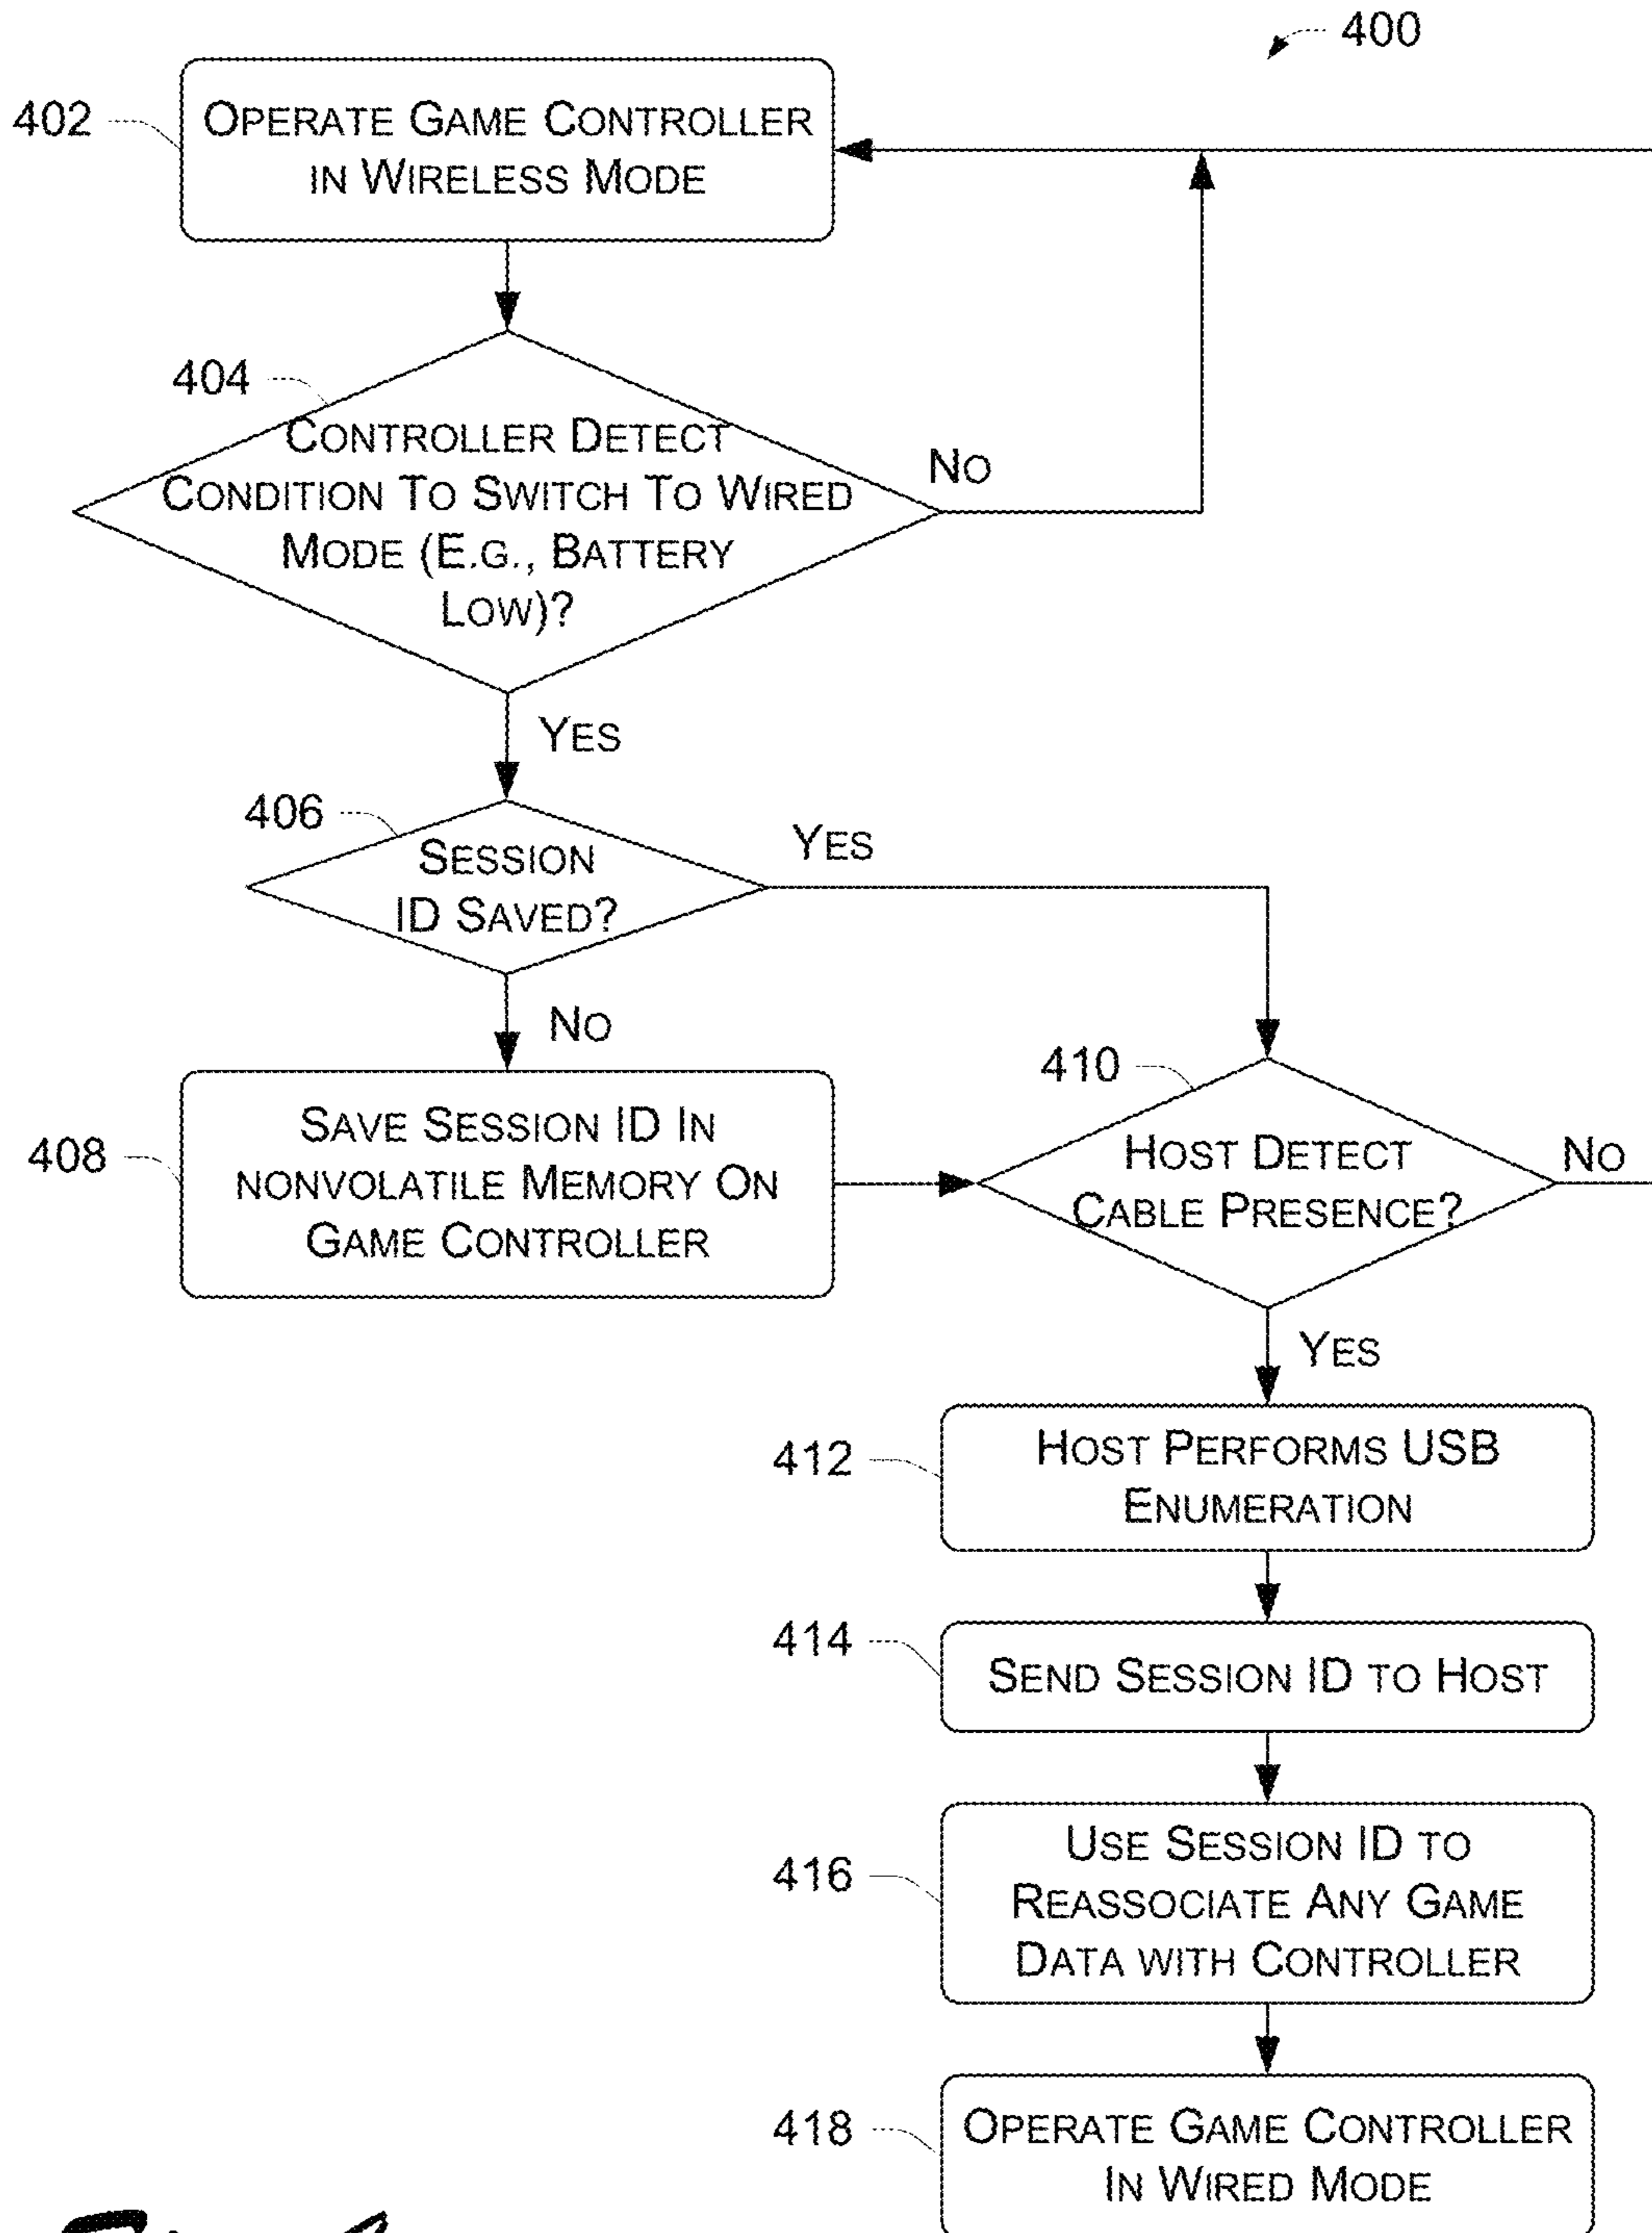 400
402
OPERATE GAME CONTROLLER
IN WIRELESS MODE
404
CONTROLLER DETECT
CONDITION TO SWITCH TO WIRED
MODE (E.G., BATTERY
LOW)?
NO
YES
406
SESSION
ID SAVED?
YES
NO
408
SAVE SESSION ID IN
NONVOLATILE MEMORY ON
GAME CONTROLLER
410
HOST DETECT
CABLE PRESENCE?
NO
YES
412
HOST PERFORMS USB
ENUMERATION
414
SEND SESSION ID TO HOST
416
USE SESSION ID TO
REASSOCIATE ANY GAME
DATA WITH CONTROLLER
418
OPERATE GAME CONTROLLER
IN WIRED MODE